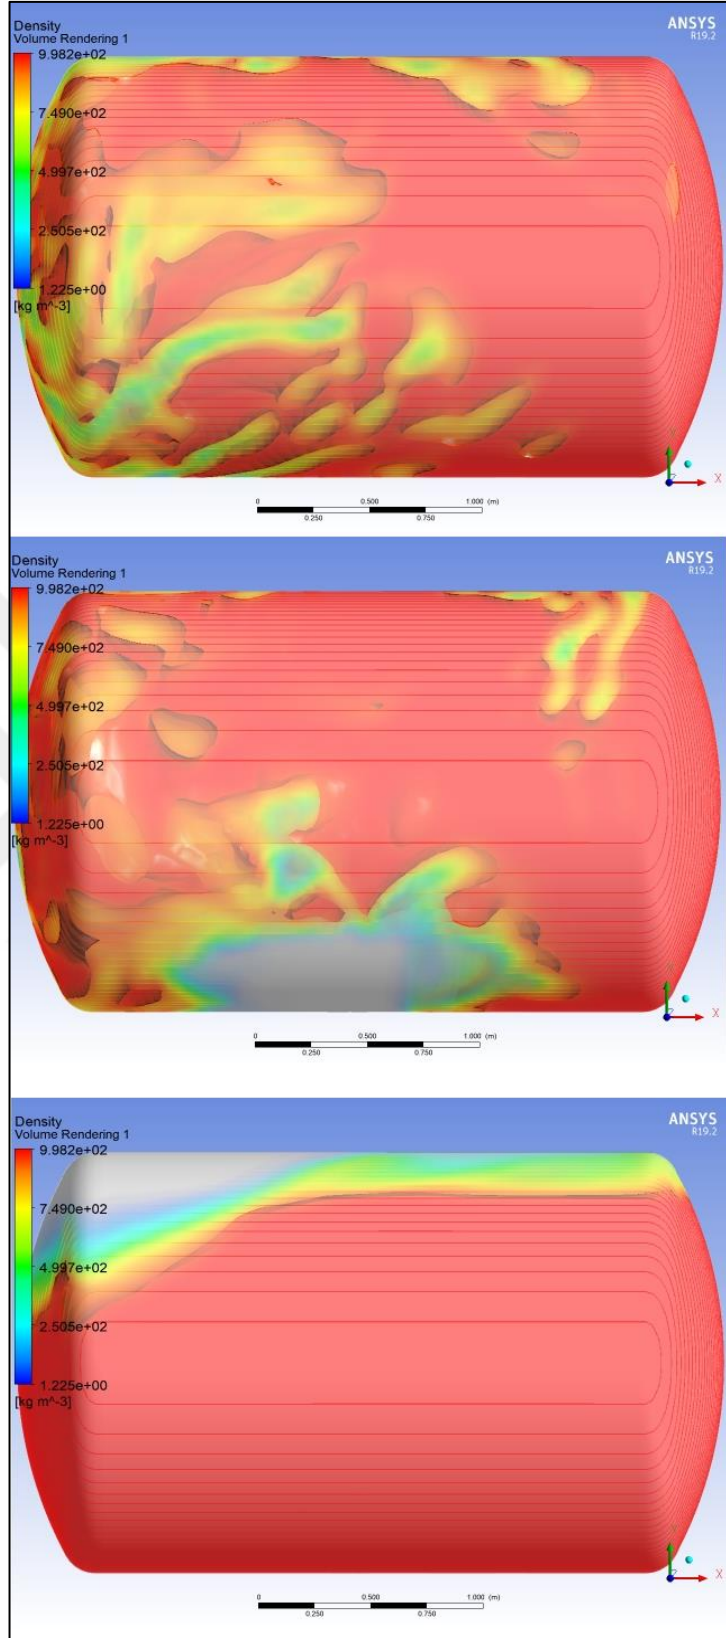 Density
Volume Rendering 1
9.982e+02
7.490e+02
4.997e+02
2.505e+02
1.225e+00
[kg m^-3]
ANSYS
R19.2
Y
X
Z
0 0.500 1.000 (m)
0.250 0.750
Density
Volume Rendering 1
9.982e+02
7.490e+02
4.997e+02
2.505e+02
1.225e+00
[kg m^-3]
ANSYS
R19.2
Y
X
Z
0 0.500 1.000 (m)
0.250 0.750
Density
Volume Rendering 1
9.982e+02
7.490e+02
4.997e+02
2.505e+02
1.225e+00
[kg m^-3]
ANSYS
R19.2
Y
X
Z
0 0.500 1.000 (m)
0.250 0.750